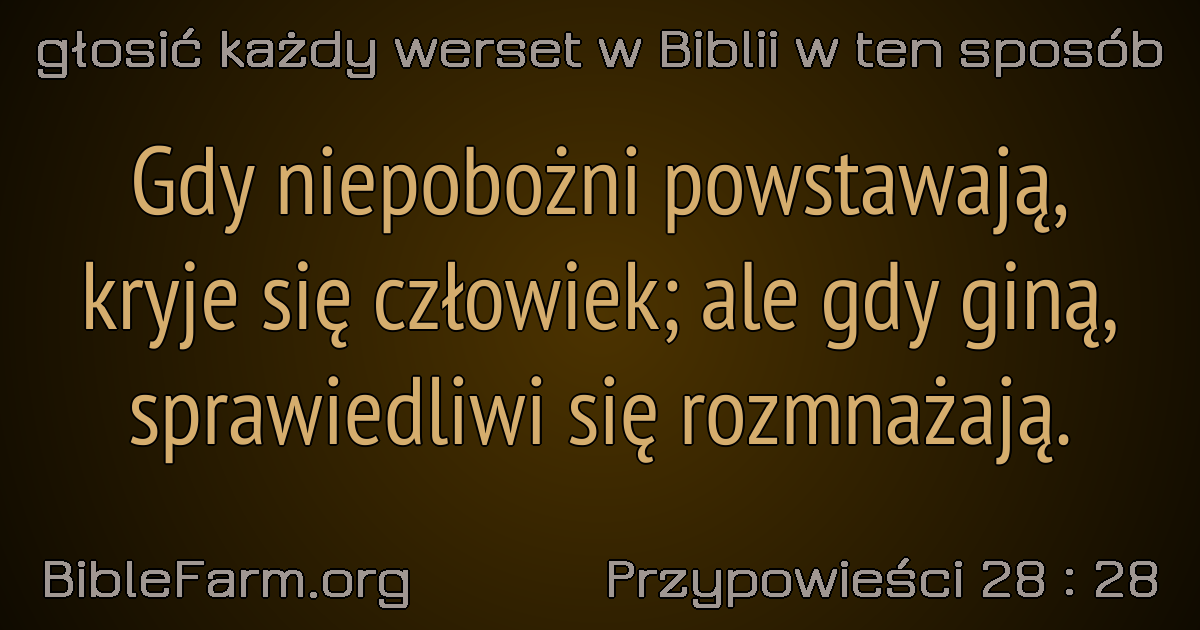 głosić każdy werset w Biblii w ten sposób
Gdy niepobożni powstawają,
kryje się człowiek; ale gdy giną,
sprawiedliwi się rozmnażają.
BibleFarm.org
Przypowieści 28 : 28